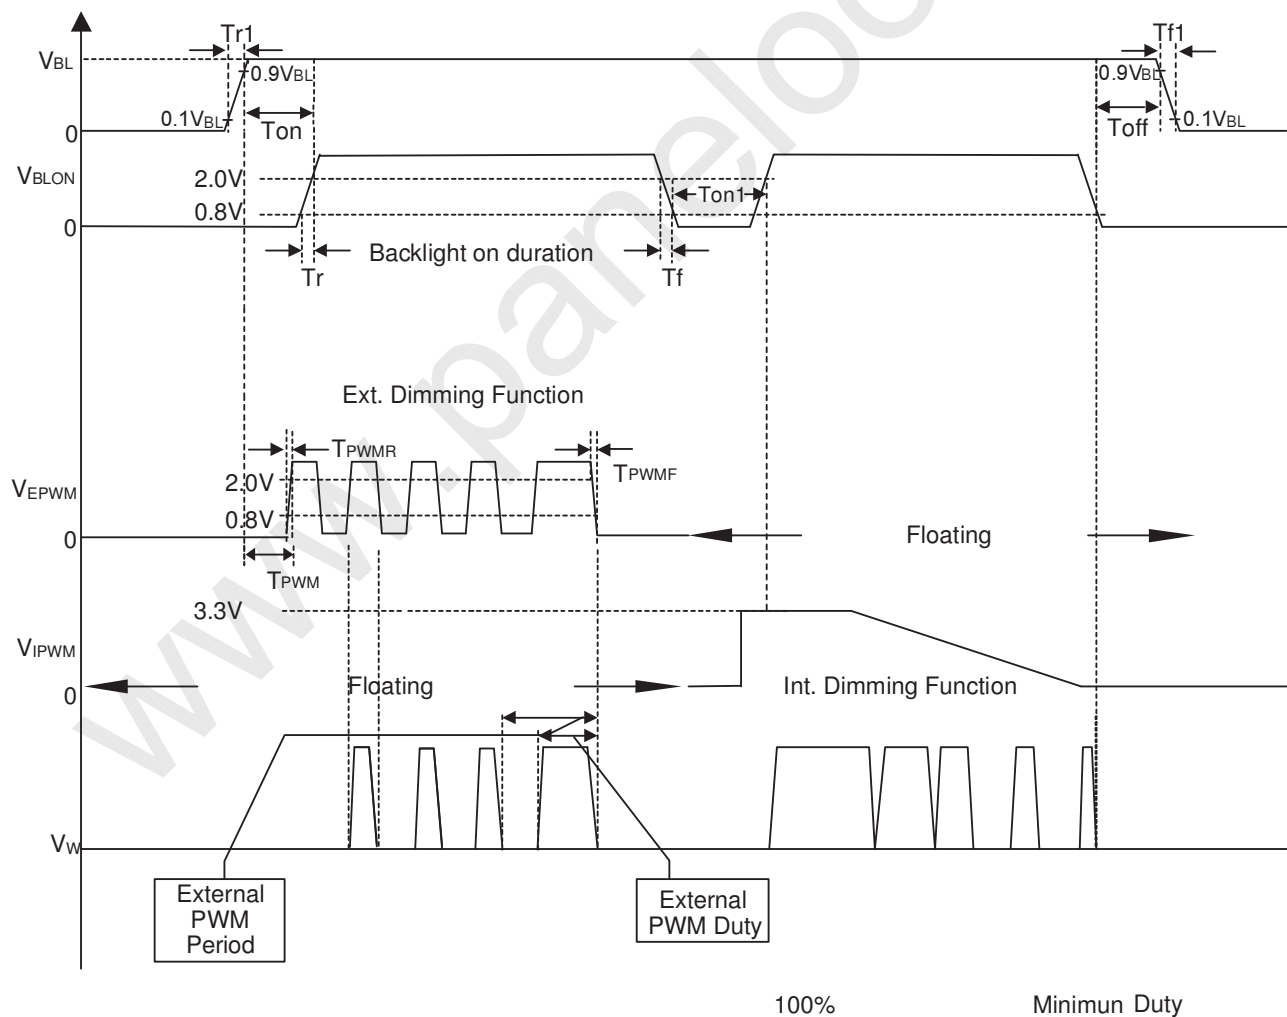 Tr1
Tf1
VBL
0.9VBL
0.9VBL
0.1VBL
Ton
Toff
0.1VBL
0
VBLON
2.0V
Ton1
0.8V
0
Backlight on duration
Tr
Tf
Ext. Dimming Function
TPWMR
TPWMF
VEPWM
2.0V
0.8V
0
Floating
TPWM
3.3V
VIPWM
0
Floating
Int. Dimming Function
VW
External
PWM
Period
External
PWM Duty
100%
Minimun Duty
www.paneloo